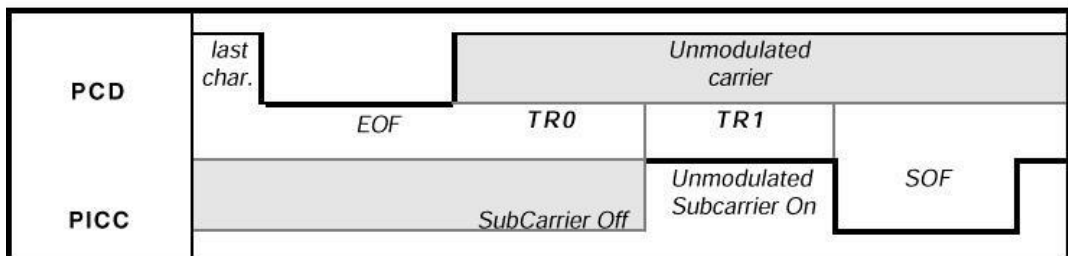 PCD
last
char.
EOF
Unmodulated
carrier
TR0
TR1
PICC
SubCarrier Off
Unmodulated
Subcarrier On
SOF